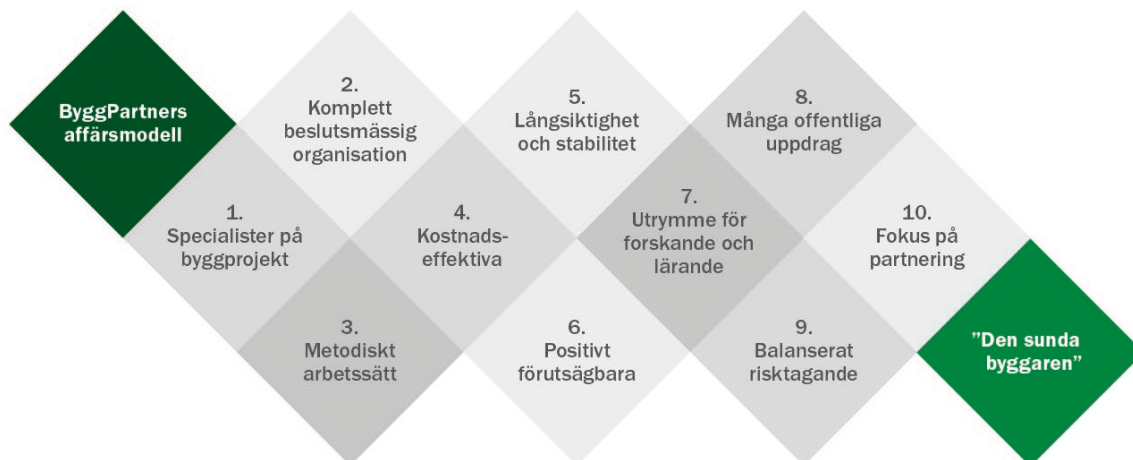 ByggPartners
affärsmodell
1.
Specialister på
byggprojekt
2.
Komplett
beslutsmässig
organisation
3.
Metodiskt
arbetssätt
4.
Kostnads-
effektiva
5.
Långsiktighet
och stabilitet
6.
Positivt
förutsägbara
7.
Utrymme för
forskande och
lärande
8.
Många offentliga
uppdrag
9.
Balanserat
risktagande
10.
Fokus på
partnering
”Den sunda
byggaren”